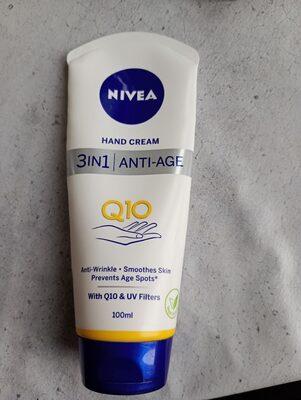 NIVEA
HAND CREAM
3IN1 | ANTI-AGE
Q10
Anti-Wrinkle • Smoothes Skin
Prevents Age Spots*
With Q10 & UV Filters
100ml